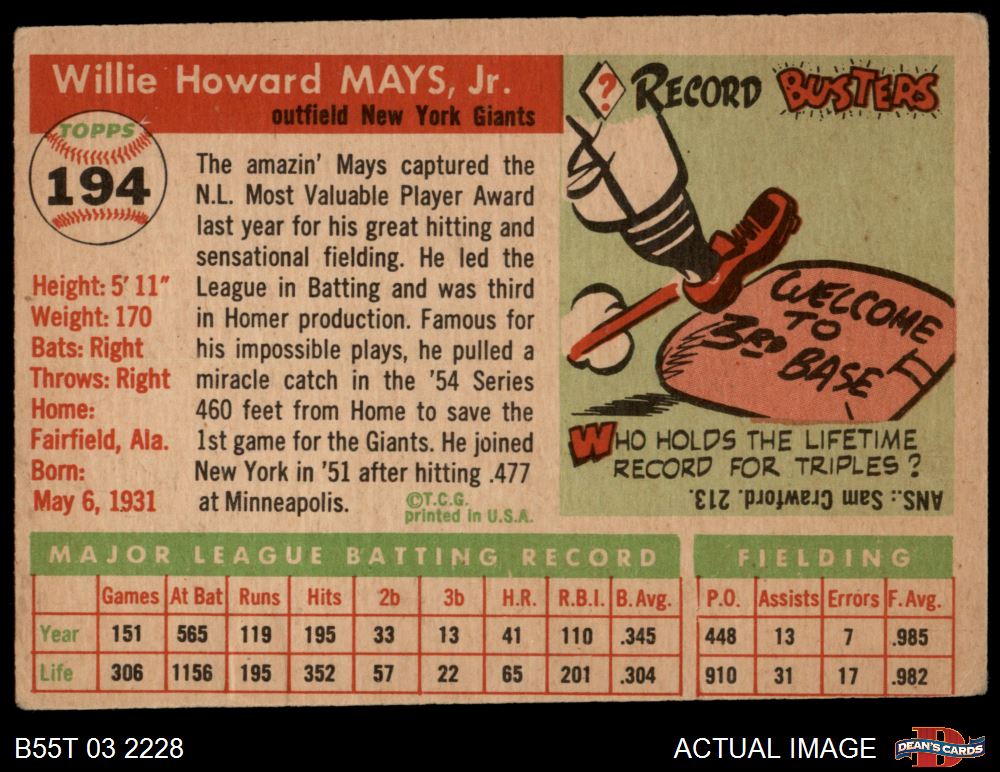 Willie Howard MAYS, Jr.
outfield New York Giants
TOPPS
194
Height: 5' 11"
Weight: 170
Bats: Right
Throws: Right
Home:
Fairfield, Ala.
Born:
May 6, 1931
The amazin' Mays captured the
N.L. Most Valuable Player Award
last year for his great hitting and
sensational fielding. He led the
League in Batting and was third
in Homer production. Famous for
his impossible plays, he pulled a
miracle catch in the '54 Series
460 feet from Home to save the
1st game for the Giants. He joined
New York in '51 after hitting .477
at Minneapolis.
©T.C.G.
printed in U.S.A.
? RECORD BUSTERS
WELCOME
TO
3RD BASE
WHO HOLDS THE LIFETIME
RECORD FOR TRIPLES?
ANS.: Sam Crawford. 213.
MAJOR LEAGUE BATTING RECORD FIELDING
Games At Bat Runs Hits 2b 3b H.R. R.B.I. B. Avg. P.O. Assists Errors F. Avg.
Year 151 565 119 195 33 13 41 110 .345 448 13 7 .985
Life 306 1156 195 352 57 22 65 201 .304 910 31 17 .982
B55T 03 2228
ACTUAL IMAGE
D
DEAN'S CARDS